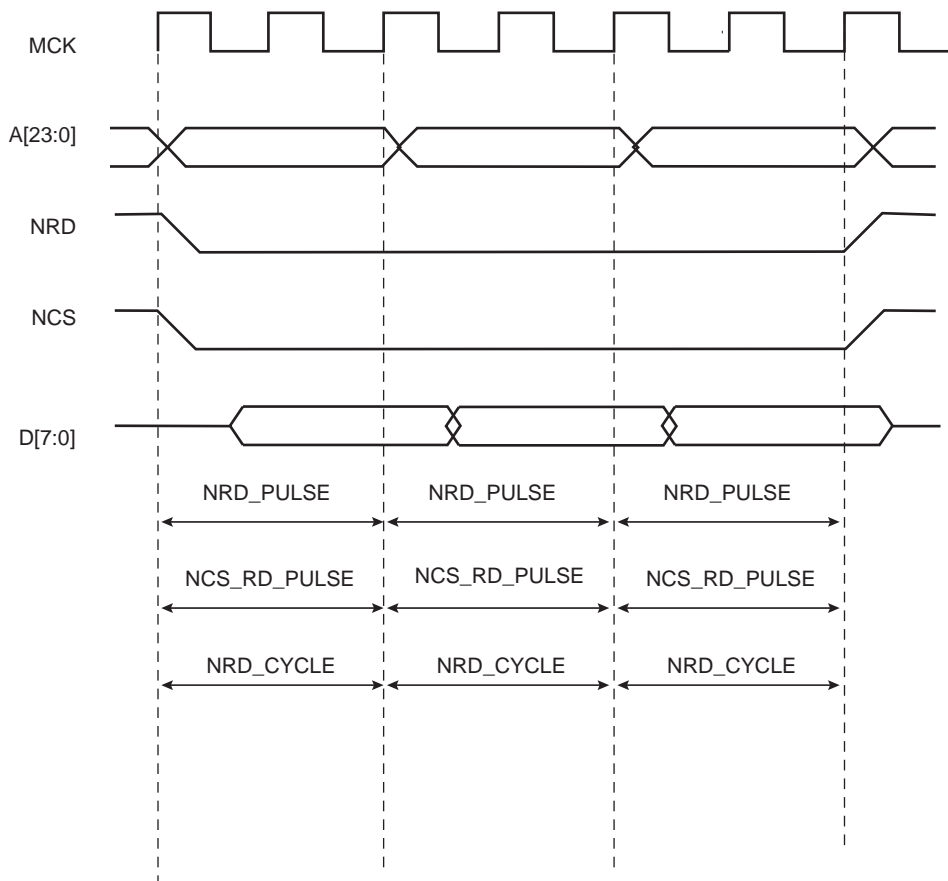 MCK
A[23:0]
NRD
NCS
D[7:0]
NRD_PULSE NRD_PULSE NRD_PULSE
NCS_RD_PULSE NCS_RD_PULSE NCS_RD_PULSE
NRD_CYCLE NRD_CYCLE NRD_CYCLE